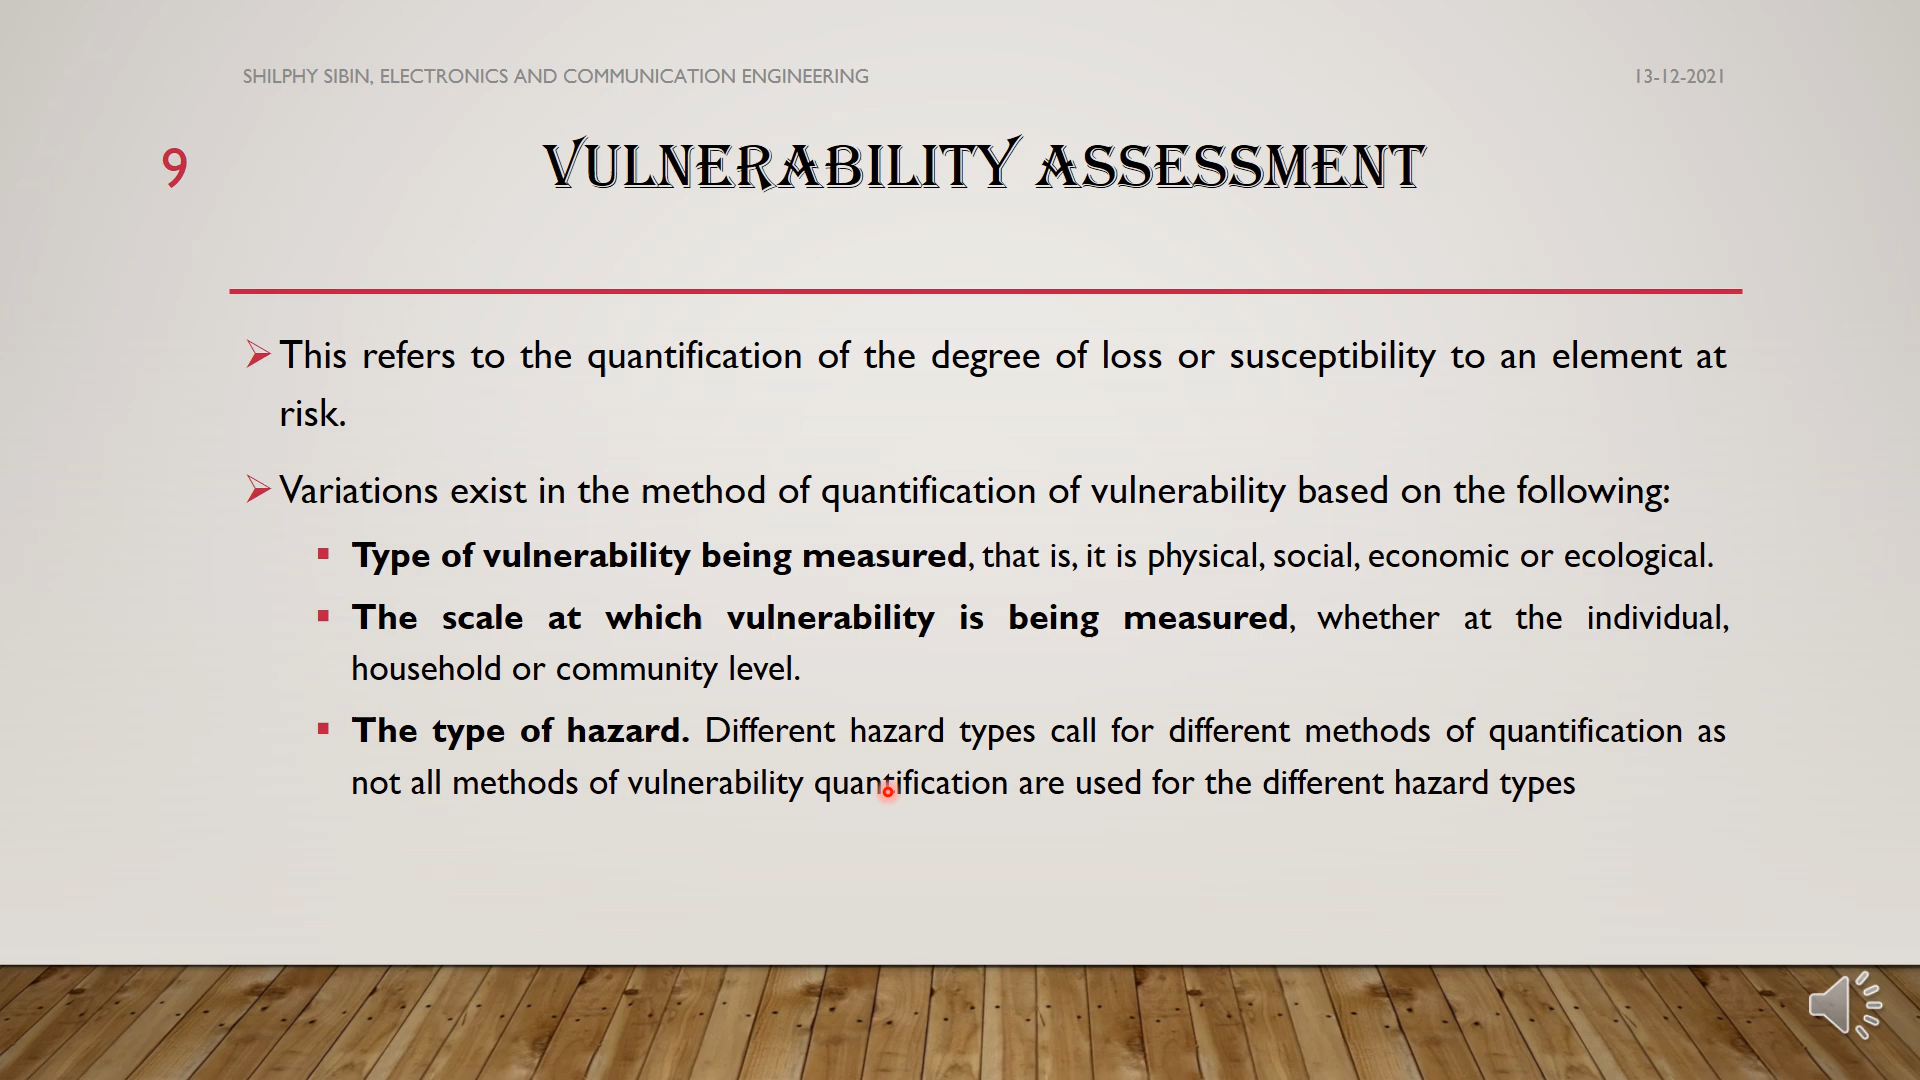 SHILPHY SIBIN, ELECTRONICS AND COMMUNICATION ENGINEERING
13-12-2021
9
VULNERABILITY ASSESSMENT
This refers to the quantification of the degree of loss or susceptibility to an element at
risk.
Variations exist in the method of quantification of vulnerability based on the following:
Type of vulnerability being measured, that is, it is physical, social, economic or ecological.
The scale at which vulnerability is being measured, whether at the individual,
household or community level.
The type of hazard. Different hazard types call for different methods of quantification as
not all methods of vulnerability quantification are used for the different hazard types